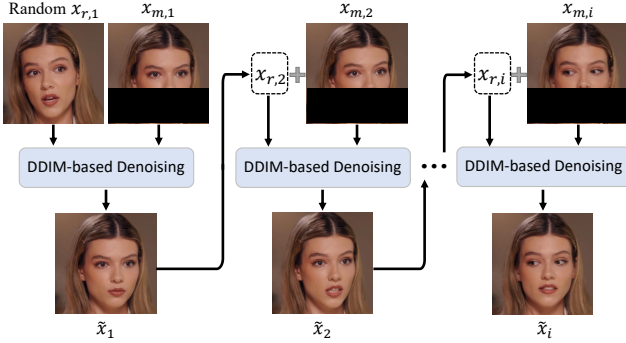 Random x_{r,1} x_{m,1} x_{m,2} x_{m,i}
x_{r,2} + x_{r,i} +
DDIM-based Denoising DDIM-based Denoising ••• DDIM-based Denoising
x̃_1 x̃_2 x̃_i